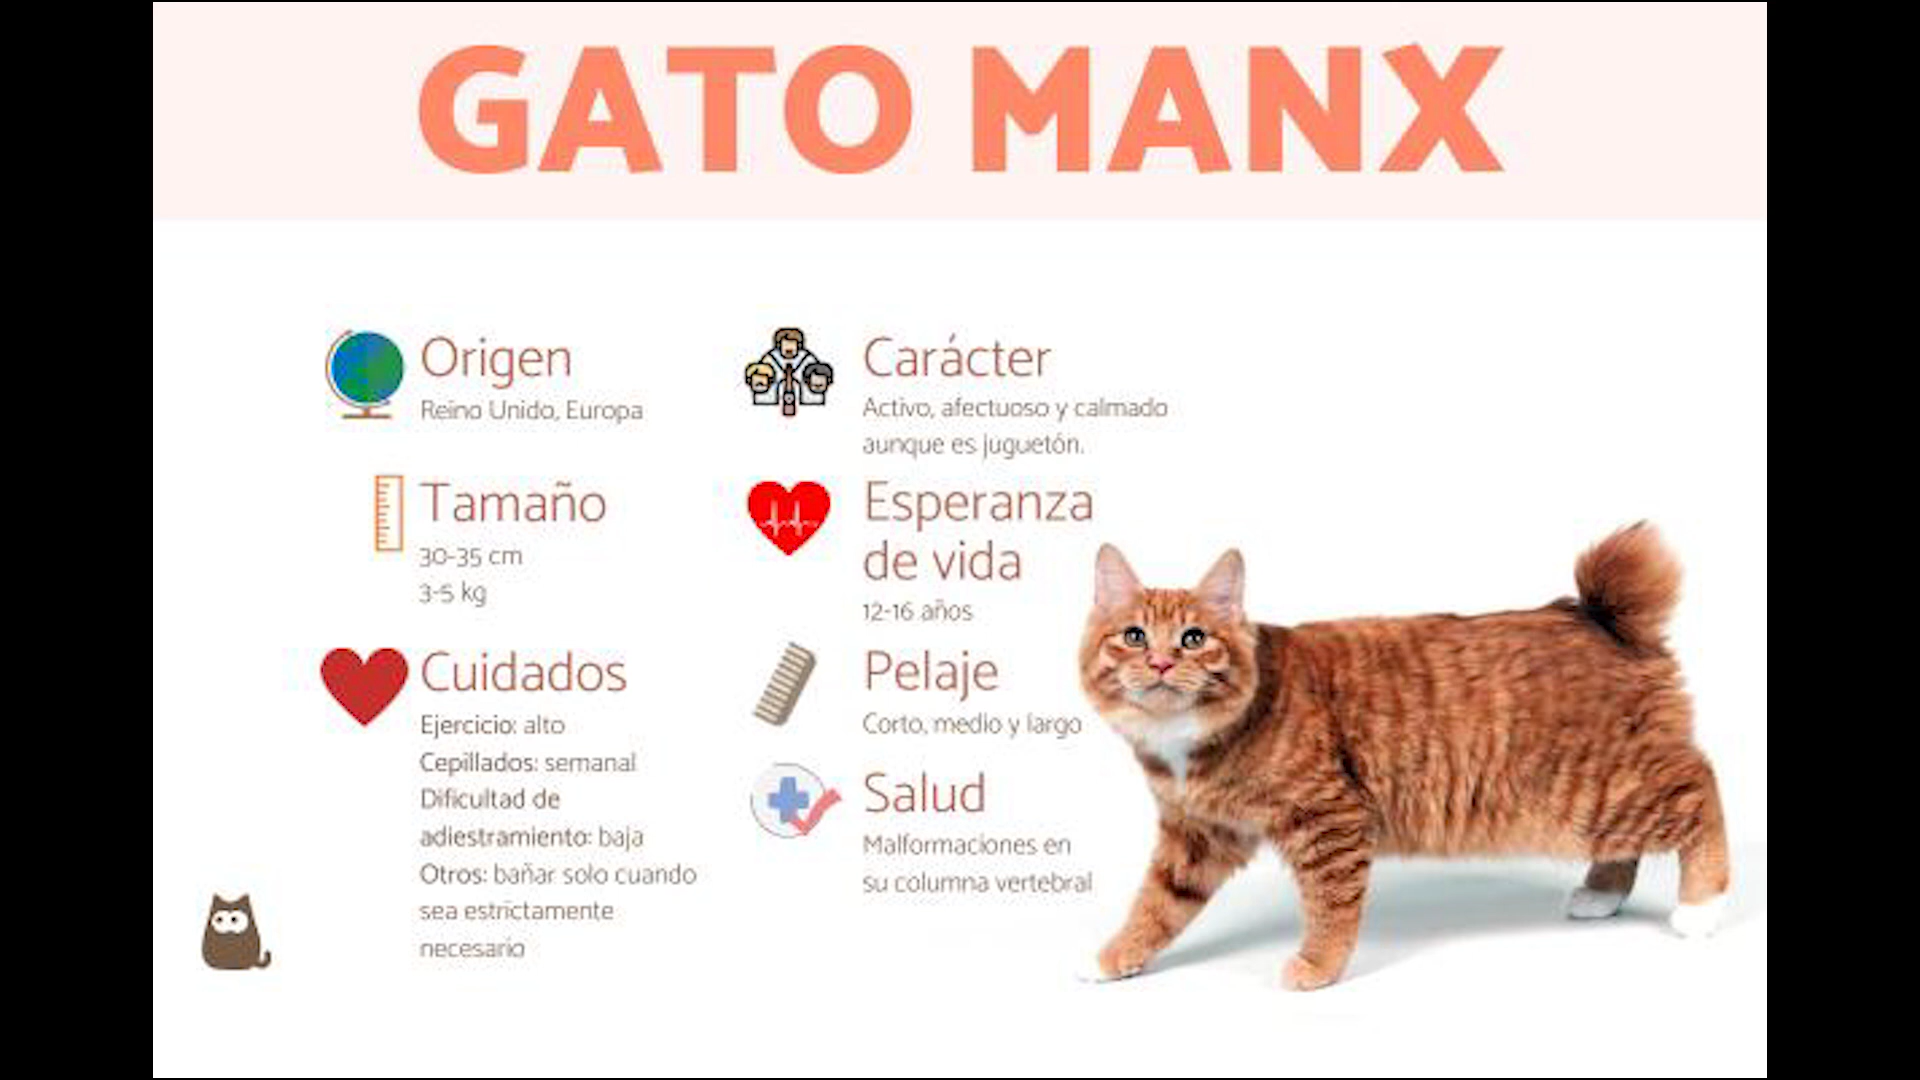 GATO MANX
Origen
Reino Unido, Europa
Tamaño
30-35 cm
3-5 kg
Cuidados
Ejercicio: alto
Cepillados: semanal
Dificultad de
adiestramiento: baja
Otros: bañar solo cuando
sea estrictamente
necesario
Carácter
Activo, afectuoso y calmado
aunque es juguetón.
Esperanza
de vida
12-16 años
Pelaje
Corto, medio y largo
Salud
Malformaciones en
su columna vertebral